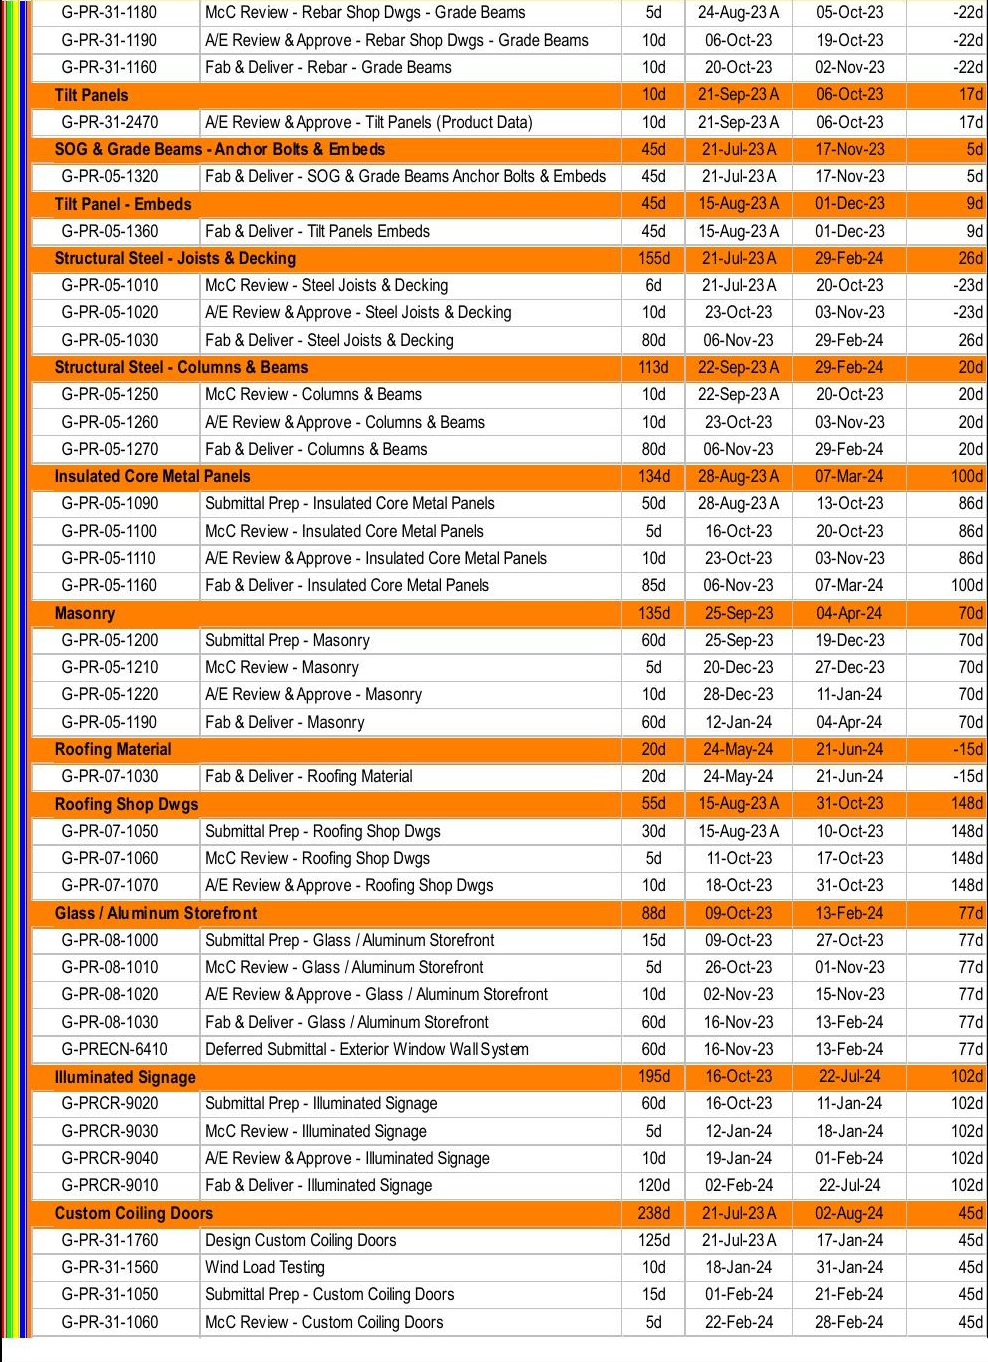 G-PR-31-1180 McC Review - Rebar Shop Dwgs - Grade Beams 5d 24-Aug-23 A 05-Oct-23 -22d
G-PR-31-1190 A/E Review & Approve - Rebar Shop Dwgs - Grade Beams 10d 06-Oct-23 19-Oct-23 -22d
G-PR-31-1160 Fab & Deliver - Rebar - Grade Beams 10d 20-Oct-23 02-Nov-23 -22d
Tilt Panels 10d 21-Sep-23 A 06-Oct-23 17d
G-PR-31-2470 A/E Review & Approve - Tilt Panels (Product Data) 10d 21-Sep-23 A 06-Oct-23 17d
SOG & Grade Beams - Anchor Bolts & Embeds 45d 21-Jul-23 A 17-Nov-23 5d
G-PR-05-1320 Fab & Deliver - SOG & Grade Beams Anchor Bolts & Embeds 45d 21-Jul-23 A 17-Nov-23 5d
Tilt Panel - Embeds 45d 15-Aug-23 A 01-Dec-23 9d
G-PR-05-1360 Fab & Deliver - Tilt Panels Embeds 45d 15-Aug-23 A 01-Dec-23 9d
Structural Steel - Joists & Decking 155d 21-Jul-23 A 29-Feb-24 26d
G-PR-05-1010 McC Review - Steel Joists & Decking 6d 21-Jul-23 A 20-Oct-23 -23d
G-PR-05-1020 A/E Review & Approve - Steel Joists & Decking 10d 23-Oct-23 03-Nov-23 -23d
G-PR-05-1030 Fab & Deliver - Steel Joists & Decking 80d 06-Nov-23 29-Feb-24 26d
Structural Steel - Columns & Beams 113d 22-Sep-23 A 29-Feb-24 20d
G-PR-05-1250 McC Review - Columns & Beams 10d 22-Sep-23 A 20-Oct-23 20d
G-PR-05-1260 A/E Review & Approve - Columns & Beams 10d 23-Oct-23 03-Nov-23 20d
G-PR-05-1270 Fab & Deliver - Columns & Beams 80d 06-Nov-23 29-Feb-24 20d
Insulated Core Metal Panels 134d 28-Aug-23 A 07-Mar-24 100d
G-PR-05-1090 Submittal Prep - Insulated Core Metal Panels 50d 28-Aug-23 A 13-Oct-23 86d
G-PR-05-1100 McC Review - Insulated Core Metal Panels 5d 16-Oct-23 20-Oct-23 86d
G-PR-05-1110 A/E Review & Approve - Insulated Core Metal Panels 10d 23-Oct-23 03-Nov-23 86d
G-PR-05-1160 Fab & Deliver - Insulated Core Metal Panels 85d 06-Nov-23 07-Mar-24 100d
Masonry 135d 25-Sep-23 04-Apr-24 70d
G-PR-05-1200 Submittal Prep - Masonry 60d 25-Sep-23 19-Dec-23 70d
G-PR-05-1210 McC Review - Masonry 5d 20-Dec-23 27-Dec-23 70d
G-PR-05-1220 A/E Review & Approve - Masonry 10d 28-Dec-23 11-Jan-24 70d
G-PR-05-1190 Fab & Deliver - Masonry 60d 12-Jan-24 04-Apr-24 70d
Roofing Material 20d 24-May-24 21-Jun-24 -15d
G-PR-07-1030 Fab & Deliver - Roofing Material 20d 24-May-24 21-Jun-24 -15d
Roofing Shop Dwgs 55d 15-Aug-23 A 31-Oct-23 148d
G-PR-07-1050 Submittal Prep - Roofing Shop Dwgs 30d 15-Aug-23 A 10-Oct-23 148d
G-PR-07-1060 McC Review - Roofing Shop Dwgs 5d 11-Oct-23 17-Oct-23 148d
G-PR-07-1070 A/E Review & Approve - Roofing Shop Dwgs 10d 18-Oct-23 31-Oct-23 148d
Glass / Aluminum Storefront 88d 09-Oct-23 13-Feb-24 77d
G-PR-08-1000 Submittal Prep - Glass / Aluminum Storefront 15d 09-Oct-23 27-Oct-23 77d
G-PR-08-1010 McC Review - Glass / Aluminum Storefront 5d 26-Oct-23 01-Nov-23 77d
G-PR-08-1020 A/E Review & Approve - Glass / Aluminum Storefront 10d 02-Nov-23 15-Nov-23 77d
G-PR-08-1030 Fab & Deliver - Glass / Aluminum Storefront 60d 16-Nov-23 13-Feb-24 77d
G-PRECN-6410 Deferred Submittal - Exterior Window Wall System 60d 16-Nov-23 13-Feb-24 77d
Illuminated Signage 195d 16-Oct-23 22-Jul-24 102d
G-PRCR-9020 Submittal Prep - Illuminated Signage 60d 16-Oct-23 11-Jan-24 102d
G-PRCR-9030 McC Review - Illuminated Signage 5d 12-Jan-24 18-Jan-24 102d
G-PRCR-9040 A/E Review & Approve - Illuminated Signage 10d 19-Jan-24 01-Feb-24 102d
G-PRCR-9010 Fab & Deliver - Illuminated Signage 120d 02-Feb-24 22-Jul-24 102d
Custom Coiling Doors 238d 21-Jul-23 A 02-Aug-24 45d
G-PR-31-1760 Design Custom Coiling Doors 125d 21-Jul-23 A 17-Jan-24 45d
G-PR-31-1560 Wind Load Testing 10d 18-Jan-24 31-Jan-24 45d
G-PR-31-1050 Submittal Prep - Custom Coiling Doors 15d 01-Feb-24 21-Feb-24 45d
G-PR-31-1060 McC Review - Custom Coiling Doors 5d 22-Feb-24 28-Feb-24 45d